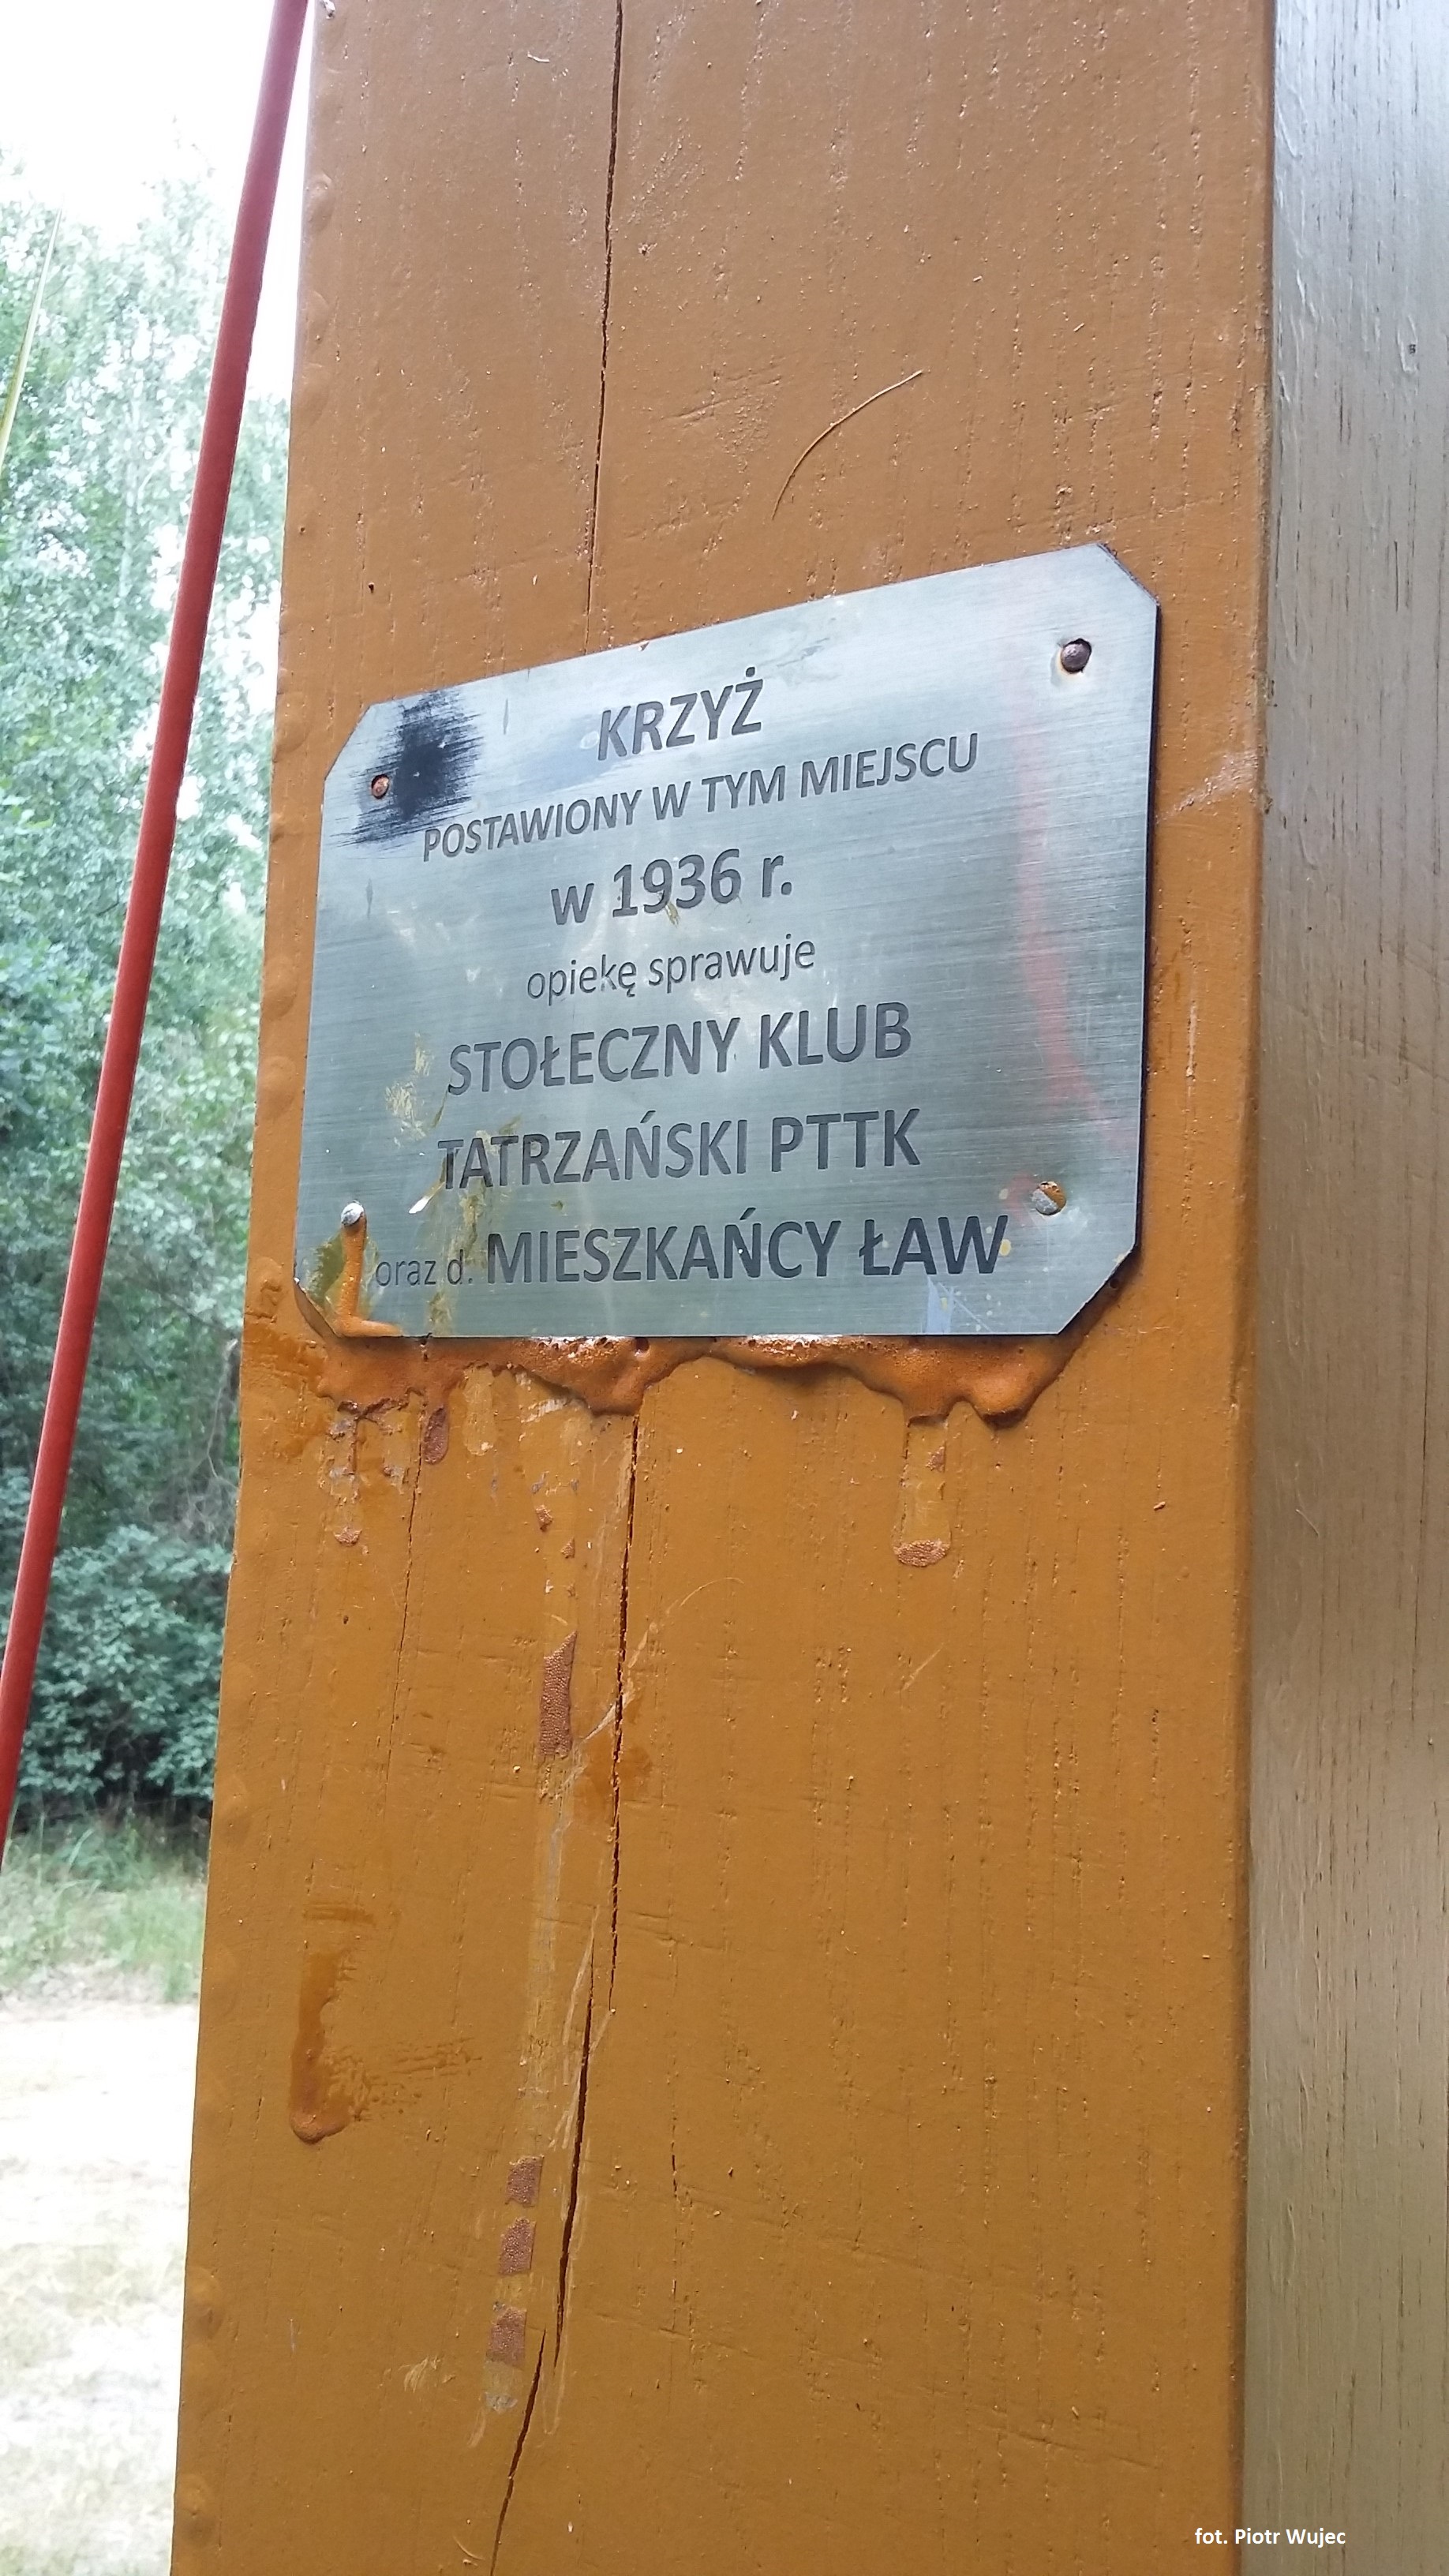 KRZYŻ
POSTAWIONY W TYM MIEJSCU
w 1936 r.
opiekę sprawuje
STOŁECZNY KLUB
TATRZAŃSKI PTTK
oraz d. MIESZKAŃCY ŁAW
fot. Piotr Wujec